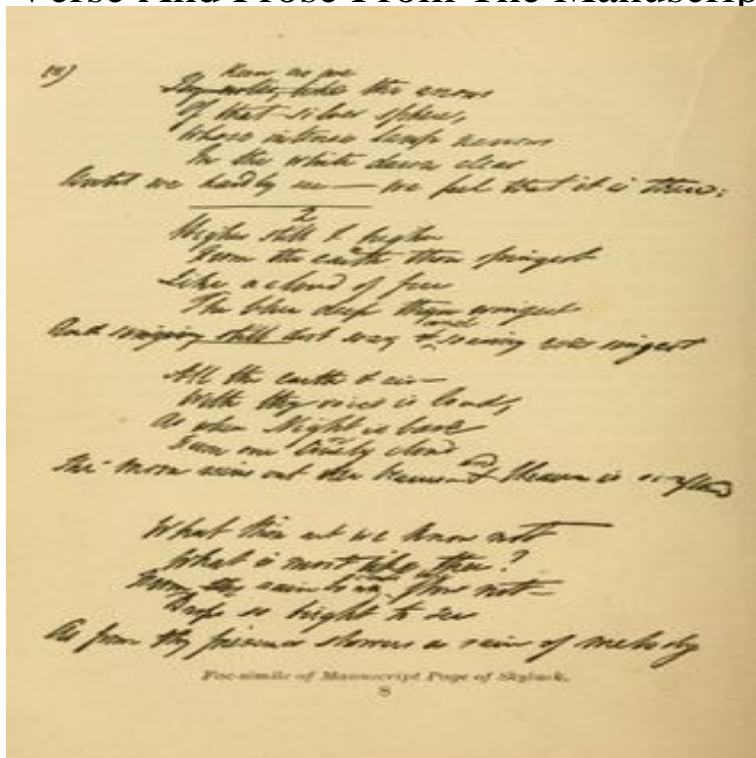 Verse And Prose From The Manuscrip
Keen as are
the arrows
Of that silver sphere,
Whose intense lamp narrows
In the white dawn clear
Until we hardly see — we feel that it is there:
2
Higher still & higher
From the earth thou springest
Like a cloud of fire
The blue deep thou wingest
And singing still dost and soaring ever singest
All the earth & air
With thy voice is loud,
As when Night is bare
From one lonely cloud
The moon rains out her beams and Heaven is
What thou art we know not
What is most like thee?
From rainbow flow not—
Drops so bright to see
As from thy presence showers a rain of melody
Fac-simile of Manuscript Page of Skylark.
8